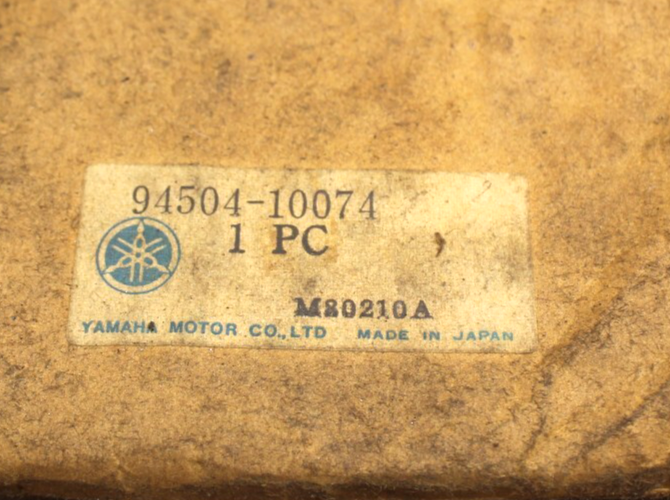 94504-10074
1 PC
M80210A
YAMAHA MOTOR CO.,LTD MADE IN JAPAN